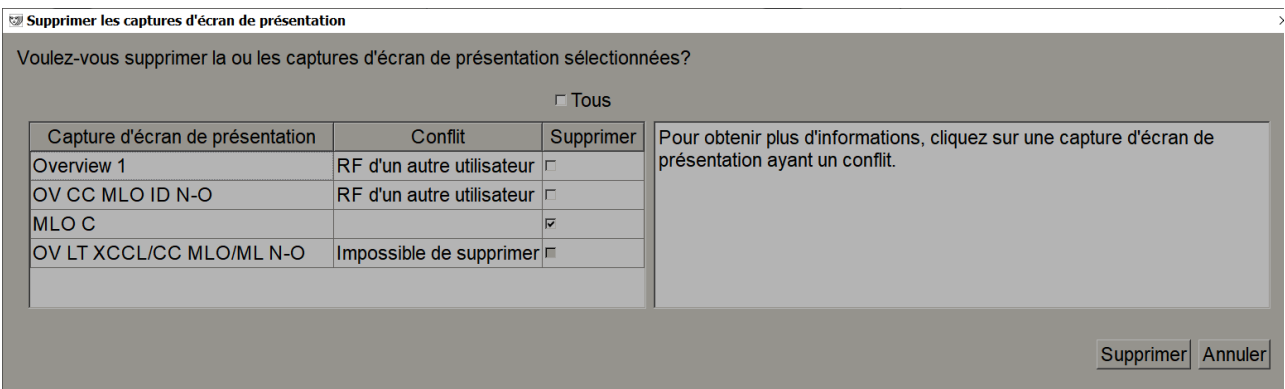 Supprimer les captures d'écran de présentation
Voulez-vous supprimer la ou les captures d'écran de présentation sélectionnées?
Tous
Capture d'écran de présentation Conflit Supprimer
Overview 1 RF d'un autre utilisateur
OV CC MLO ID N-O RF d'un autre utilisateur
MLO C
OV LT XCCL/CC MLO/ML N-O Impossible de supprimer
Pour obtenir plus d'informations, cliquez sur une capture d'écran de
présentation ayant un conflit.
Supprimer Annuler